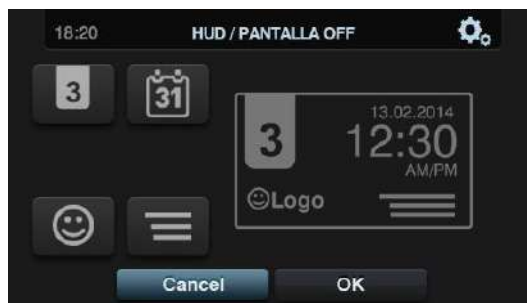 18:20 HUD / PANTALLA OFF
3 31
13.02.2014
3 12:30
AM/PM
Logo
Cancel OK